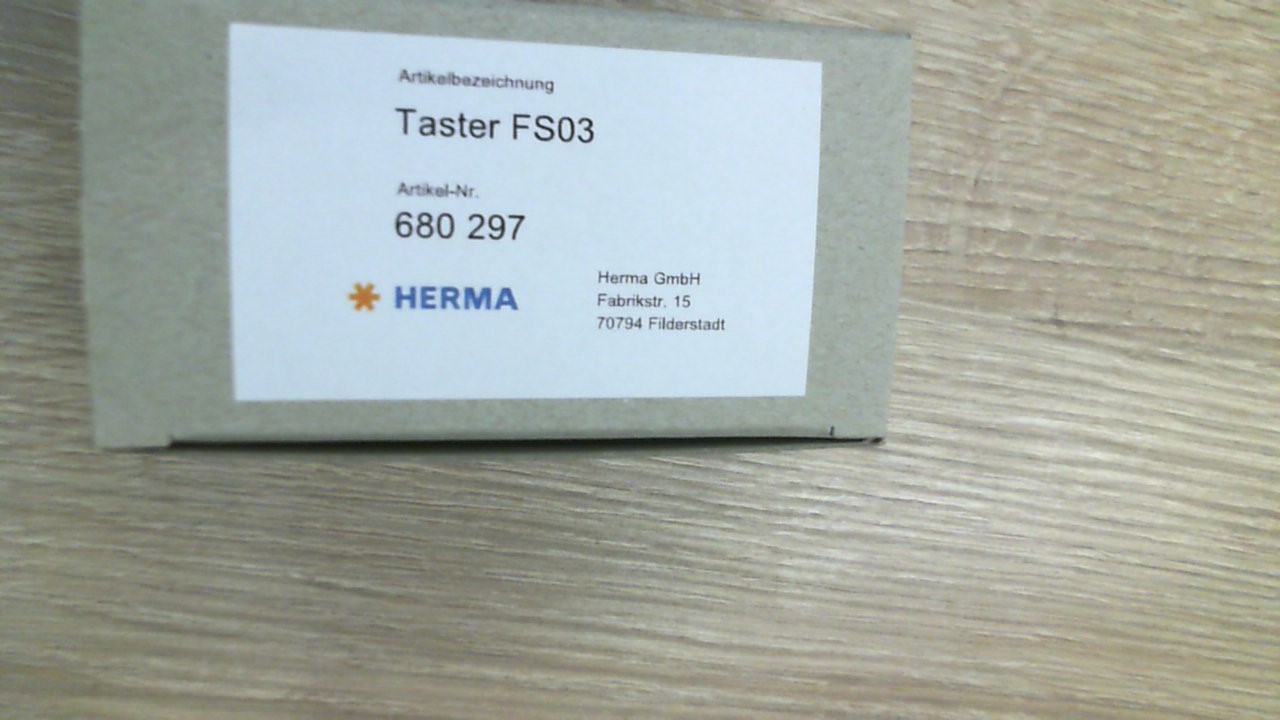 Artikelbezeichnung
Taster FS03
Artikel-Nr.
680 297
HERMA
Herma GmbH
Fabrikstr. 15
70794 Filderstadt